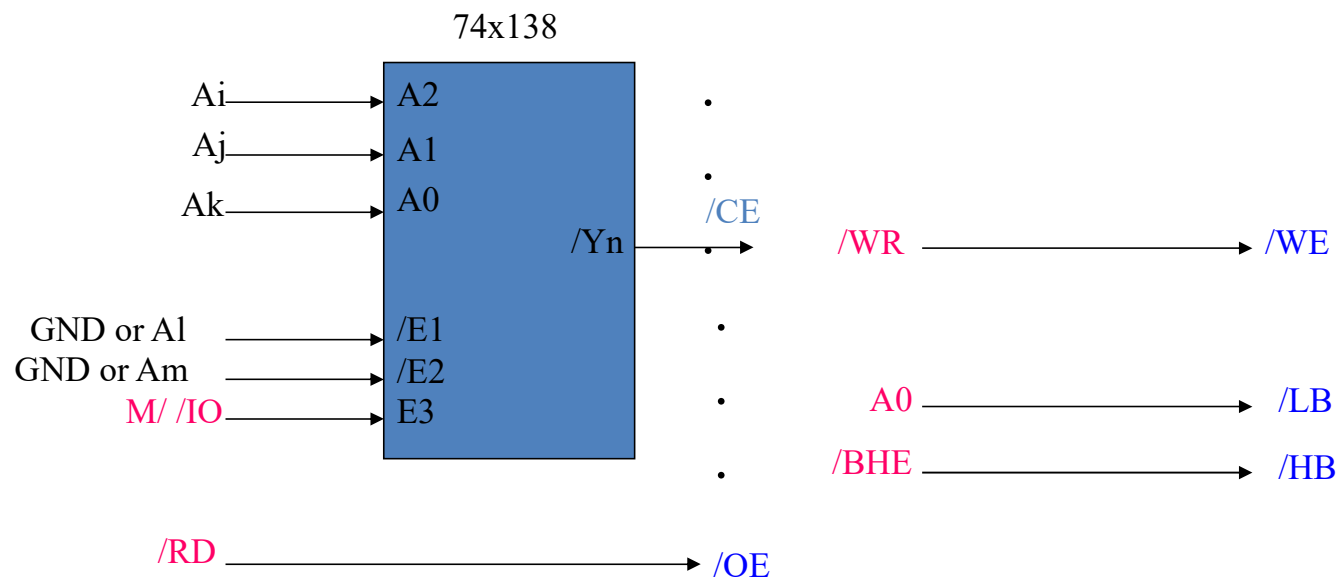 74x138
Ai A2
Aj A1
Ak A0
/CE
/Yn /WR /WE
GND or Al /E1
GND or Am /E2
M/ /IO E3 A0 /LB
/BHE /HB
/RD /OE